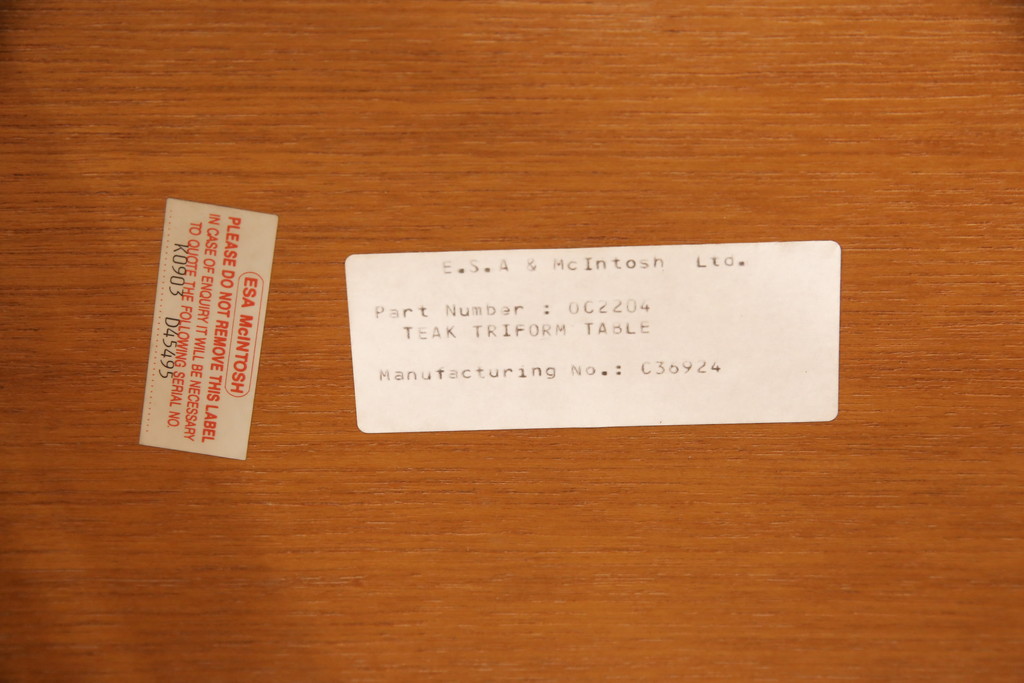 ESA McINTOSH
PLEASE DO NOT REMOVE THIS LABEL
IN CASE OF ENQUIRY IT WILL BE NECESSARY
TO QUOTE THE FOLLOWING SERIAL NO.
K0903 D45495
E.S.A & McIntosh Ltd.
Part Number : OC2204
TEAK TRIFORM TABLE
Manufacturing No.: C36924